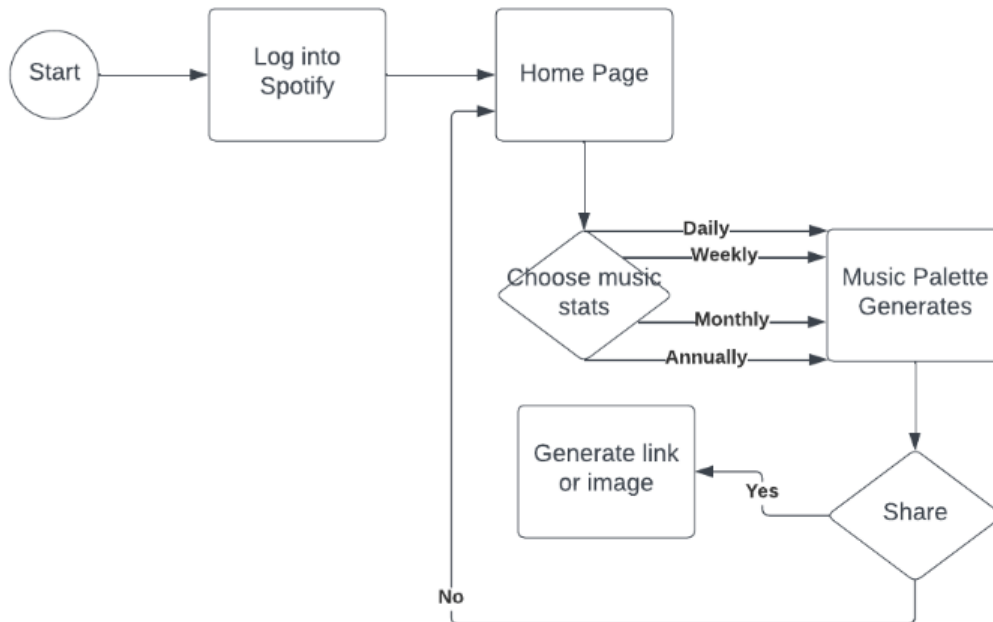 Start
Log into
Spotify
Home Page
Daily
Weekly
Choose music
stats
Monthly
Annually
Music Palette
Generates
Generate link
or image
Yes
Share
No